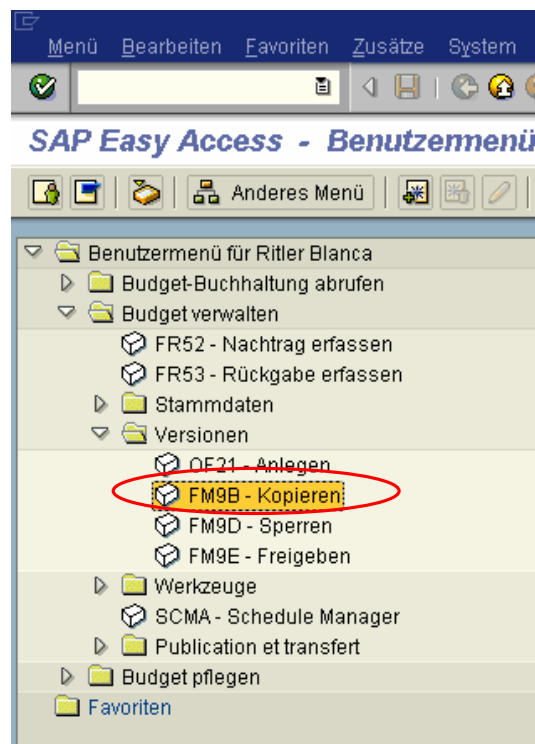 Menü Bearbeiten Favoriten Zusätze System
SAP Easy Access - Benutzermenü
Anderes Menü
Benutzermenü für Ritler Blanca
Budget-Buchhaltung abrufen
Budget verwalten
FR52 - Nachtrag erfassen
FR53 - Rückgabe erfassen
Stammdaten
Versionen
OF21 - Anlegen
FM9B - Kopieren
FM9D - Sperren
FM9E - Freigeben
Werkzeuge
SCMA - Schedule Manager
Publication et transfert
Budget pflegen
Favoriten